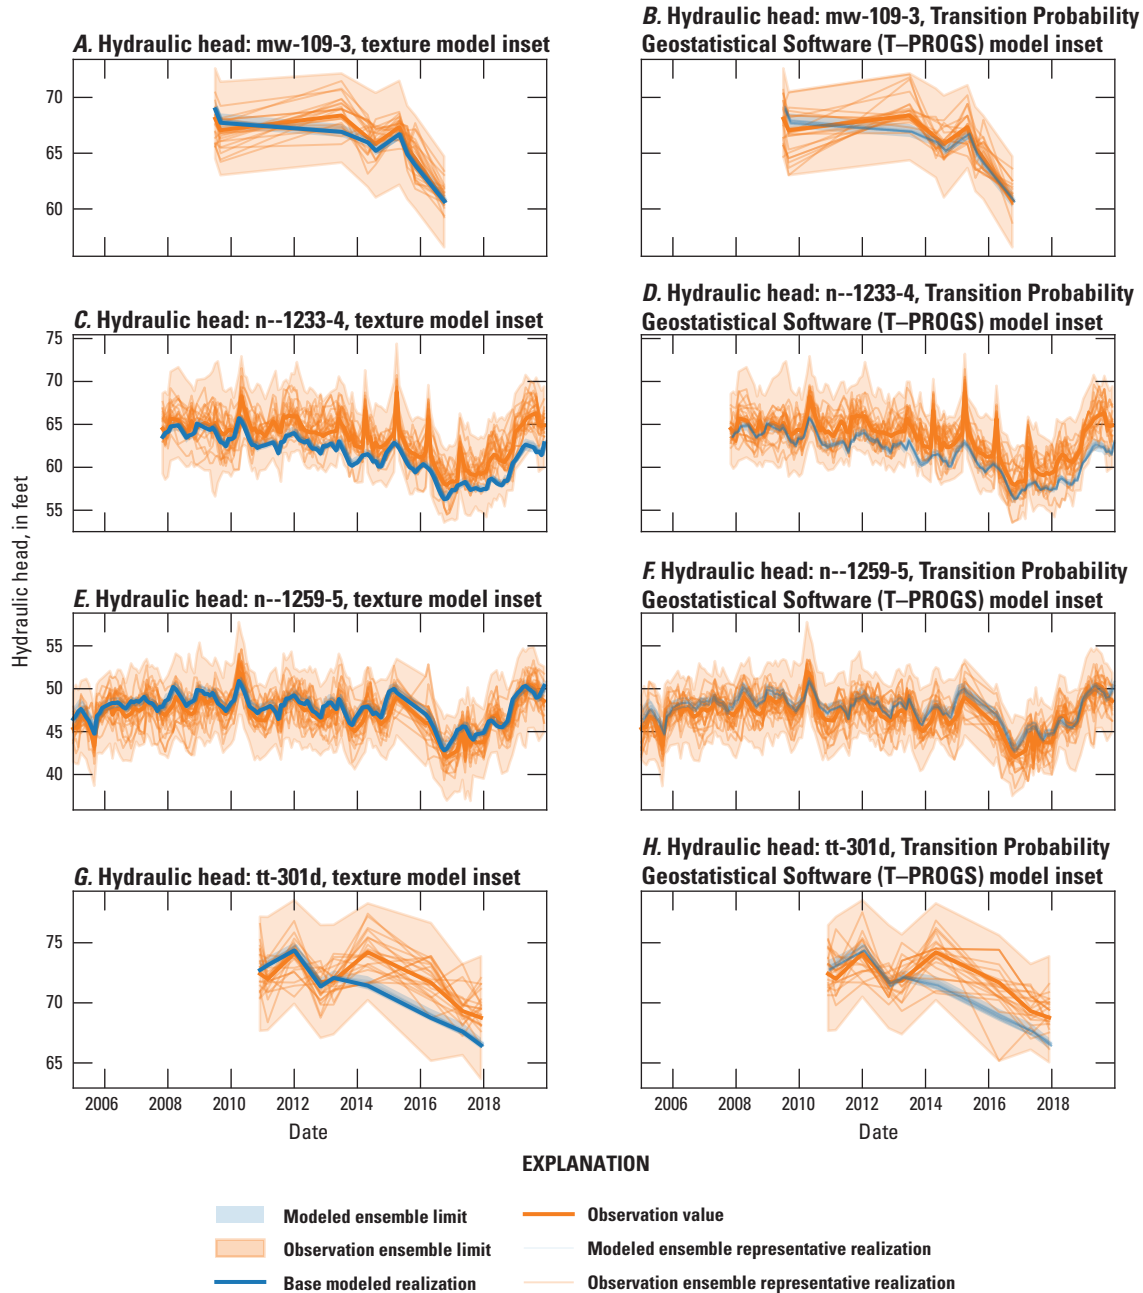 A. Hydraulic head: mw-109-3, texture model inset
B. Hydraulic head: mw-109-3, Transition Probability
Geostatistical Software (T–PROGS) model inset
70
65
60
C. Hydraulic head: n--1233-4, texture model inset
D. Hydraulic head: n--1233-4, Transition Probability
Geostatistical Software (T–PROGS) model inset
75
70
65
60
55
Hydraulic head, in feet
E. Hydraulic head: n--1259-5, texture model inset
F. Hydraulic head: n--1259-5, Transition Probability
Geostatistical Software (T–PROGS) model inset
55
50
45
40
G. Hydraulic head: tt-301d, texture model inset
H. Hydraulic head: tt-301d, Transition Probability
Geostatistical Software (T–PROGS) model inset
75
70
65
2006 2008 2010 2012 2014 2016 2018
Date
2006 2008 2010 2012 2014 2016 2018
Date
EXPLANATION
Modeled ensemble limit
Observation ensemble limit
Base modeled realization
Observation value
Modeled ensemble representative realization
Observation ensemble representative realization